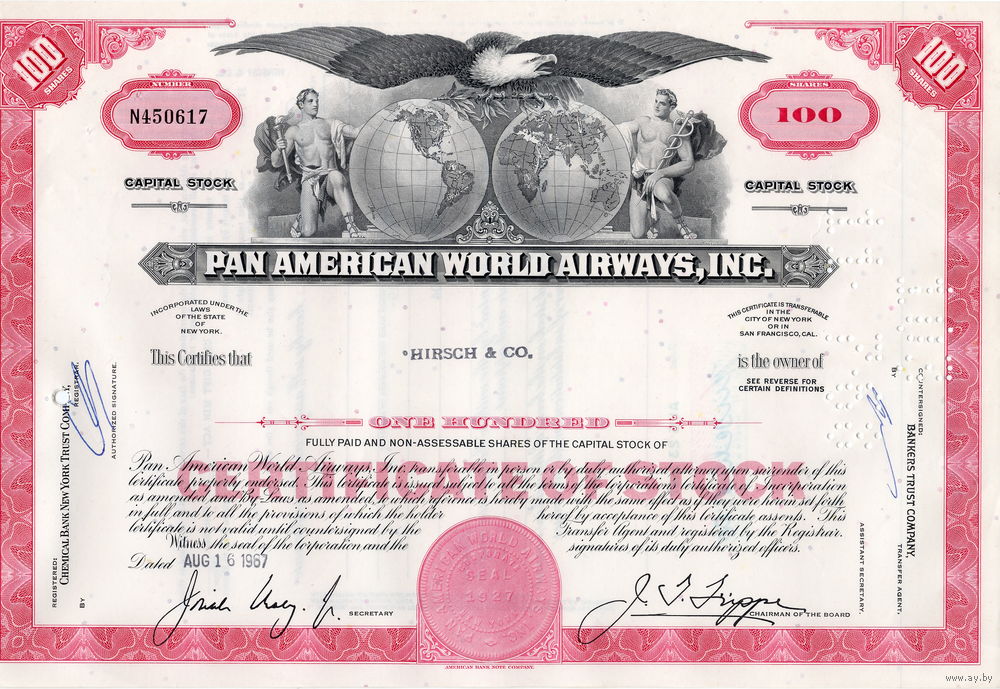 100
SHARES
100
SHARES
NUMBER
N450617
SHARES
100
CAPITAL STOCK
CAPITAL STOCK
PAN AMERICAN WORLD AIRWAYS, INC.
INCORPORATED UNDER THE
LAWS
OF THE STATE
OF
NEW YORK.
THIS CERTIFICATE IS TRANSFERABLE
IN THE
CITY OF NEW YORK
OR IN
SAN FRANCISCO, CAL.
This Certifies that
HIRSCH & CO.
is the owner of
SEE REVERSE FOR
CERTAIN DEFINITIONS
ONE HUNDRED
FULLY PAID AND NON-ASSESSABLE SHARES OF THE CAPITAL STOCK OF
CERTIFICATE OF STOCK
Pan American World Airways, Inc. transferable in person or by duly authorized attorney upon surrender of this
certificate properly endorsed. This certificate is issued subject to all the terms of the
as amended, and By-Laws as amended, to which reference is hereby made with the same effect as though herein set forth
in full, and to all the provisions of which the holder hereof by acceptance of this certificate assents. This
certificate is not valid until countersigned by the Transfer Agent and registered by the Registrar.
Witness the seal of the Corporation and the signatures of its duly authorized officers.
Dated AUG 16 1967
SECRETARY
J. T. Trippe
CHAIRMAN OF THE BOARD
SEAL
1927
AMERICAN BANK NOTE COMPANY.
REGISTERED:
CHEMICAL BANK NEW YORK TRUST COMPANY,
REGISTRAR.
BY
AUTHORIZED SIGNATURE.
COUNTERSIGNED:
BANKERS TRUST COMPANY,
TRANSFER AGENT.
BY
ASSISTANT SECRETARY.
www.ay.by